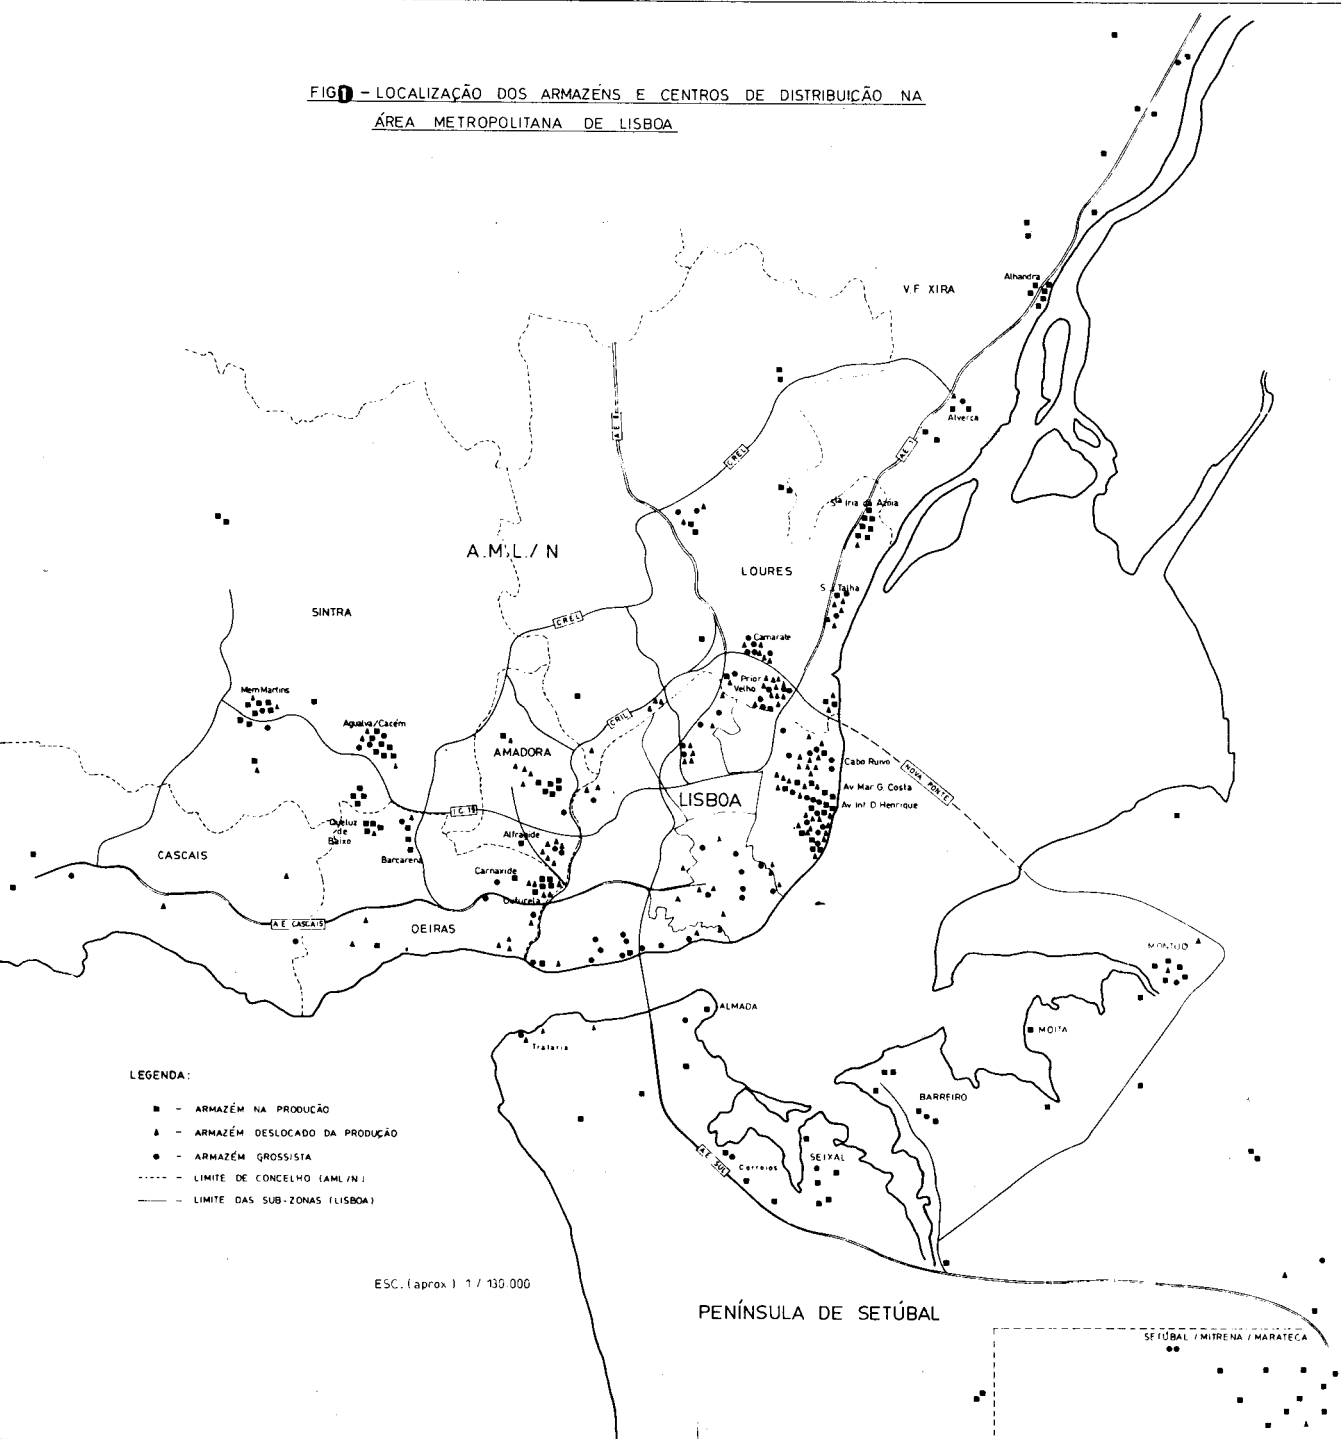 FIG 1 - LOCALIZAÇÃO DOS ARMAZÉNS E CENTROS DE DISTRIBUIÇÃO NA
ÁREA METROPOLITANA DE LISBOA
Alhandra
V.F. XIRA
Alverca
A E 8
CREL
A E 1
Sta Iria da Azóia
A.M.L./ N
LOURES
S. J. Talha
SINTRA
CREL
Camarate
Mem Martins
Prior
Velho
CRIL
Agualva/Cacém
AMADORA
Cabo Ruivo
NOVA PONTE
LISBOA
Av Mar G. Costa
Av Inf D Henrique
I C 19
Queluz
de
Baixo
Alfragide
CASCAIS
Barcarena
Carnaxide
Outurela
A E CASCAIS
OEIRAS
MONTIJO
ALMADA
MOITA
Trafaria
LEGENDA:
■ - ARMAZÉM NA PRODUÇÃO
▲ - ARMAZÉM DESLOCADO DA PRODUÇÃO
● - ARMAZÉM GROSSISTA
----- - LIMITE DE CONCELHO (AML/N)
—— - LIMITE DAS SUB-ZONAS (LISBOA)
BARREIRO
A E SUL
Corroios
SEIXAL
ESC. (aprox.) 1 / 130.000
PENÍNSULA DE SETÚBAL
SETÚBAL / MITRENA / MARATECA